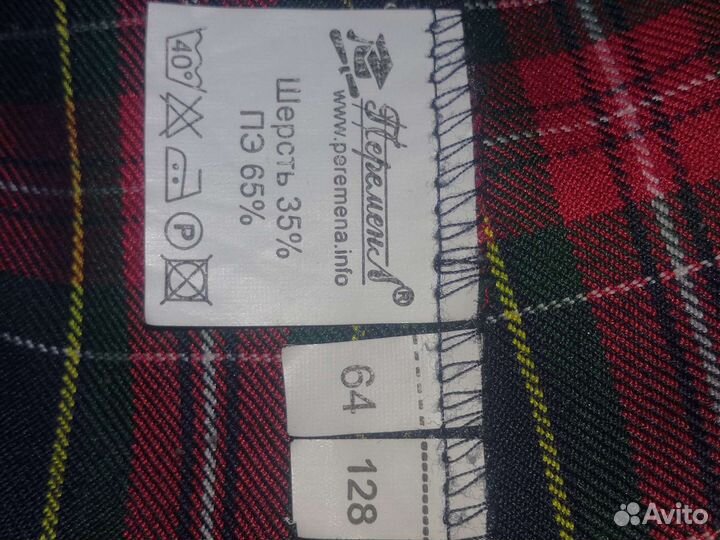 ПеременА®
www.peremena.info
Шерсть 35%
ПЭ 65%
40°
P
64
128
Avito